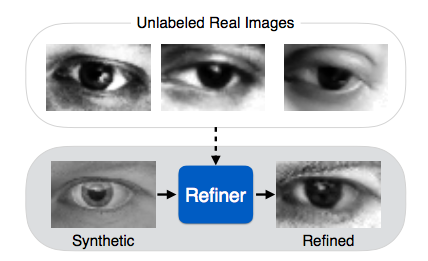 Unlabeled Real Images
Refiner
Synthetic
Refined